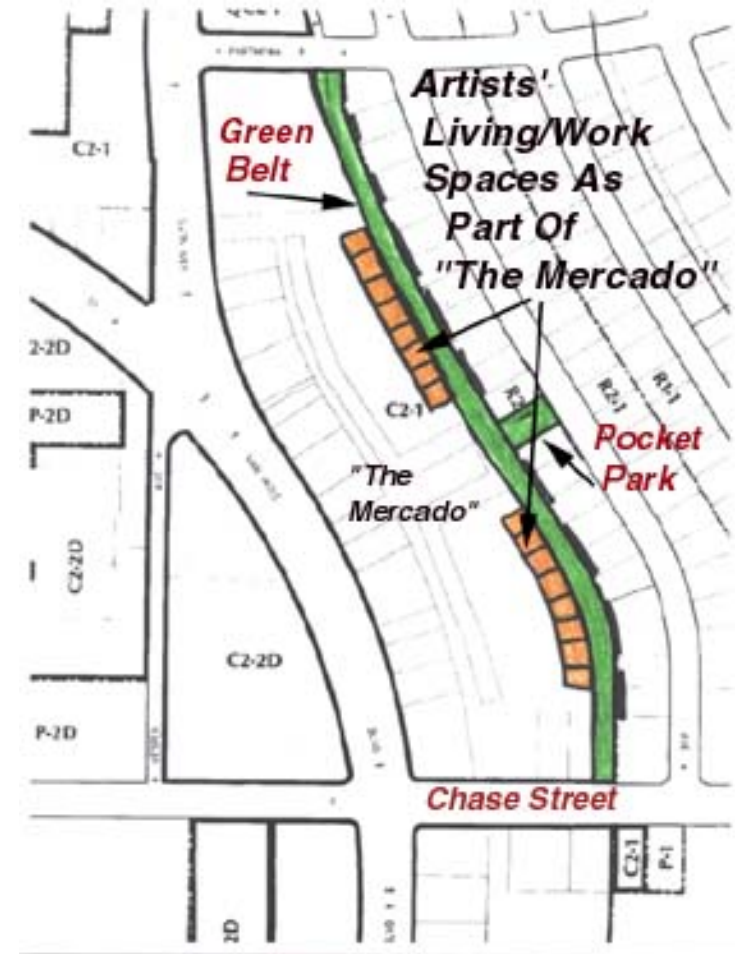 C2-1
Green
Belt
Artists'
Living/Work
Spaces As
Part Of
"The Mercado"
2-2D
P-2D
C2-1
R2-1
R1-1
Pocket
Park
"The
Mercado"
C2-2D
C2-2D
P-2D
Chase Street
C2-1
P-1
2D